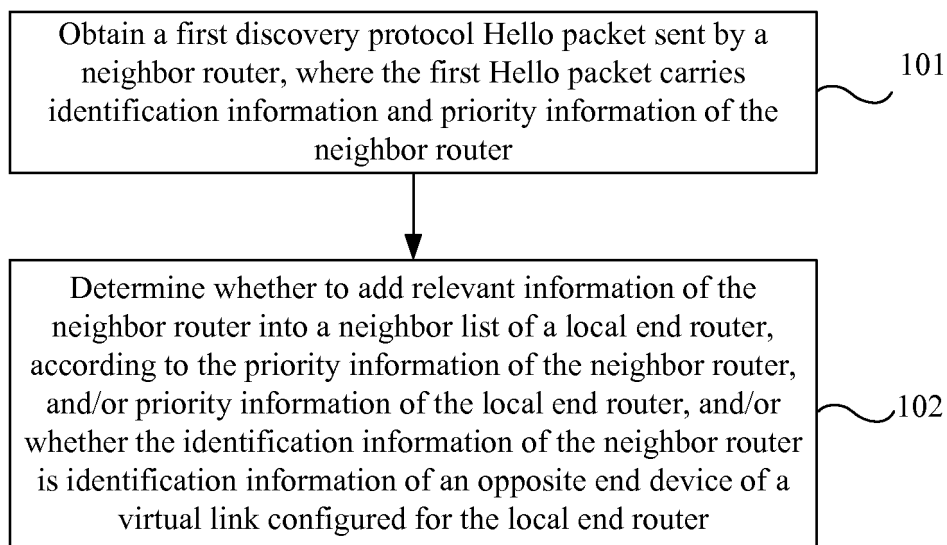 Obtain a first discovery protocol Hello packet sent by a
neighbor router, where the first Hello packet carries
identification information and priority information of the
neighbor router
101
Determine whether to add relevant information of the
neighbor router into a neighbor list of a local end router,
according to the priority information of the neighbor router,
and/or priority information of the local end router, and/or
whether the identification information of the neighbor router
is identification information of an opposite end device of a
virtual link configured for the local end router
102